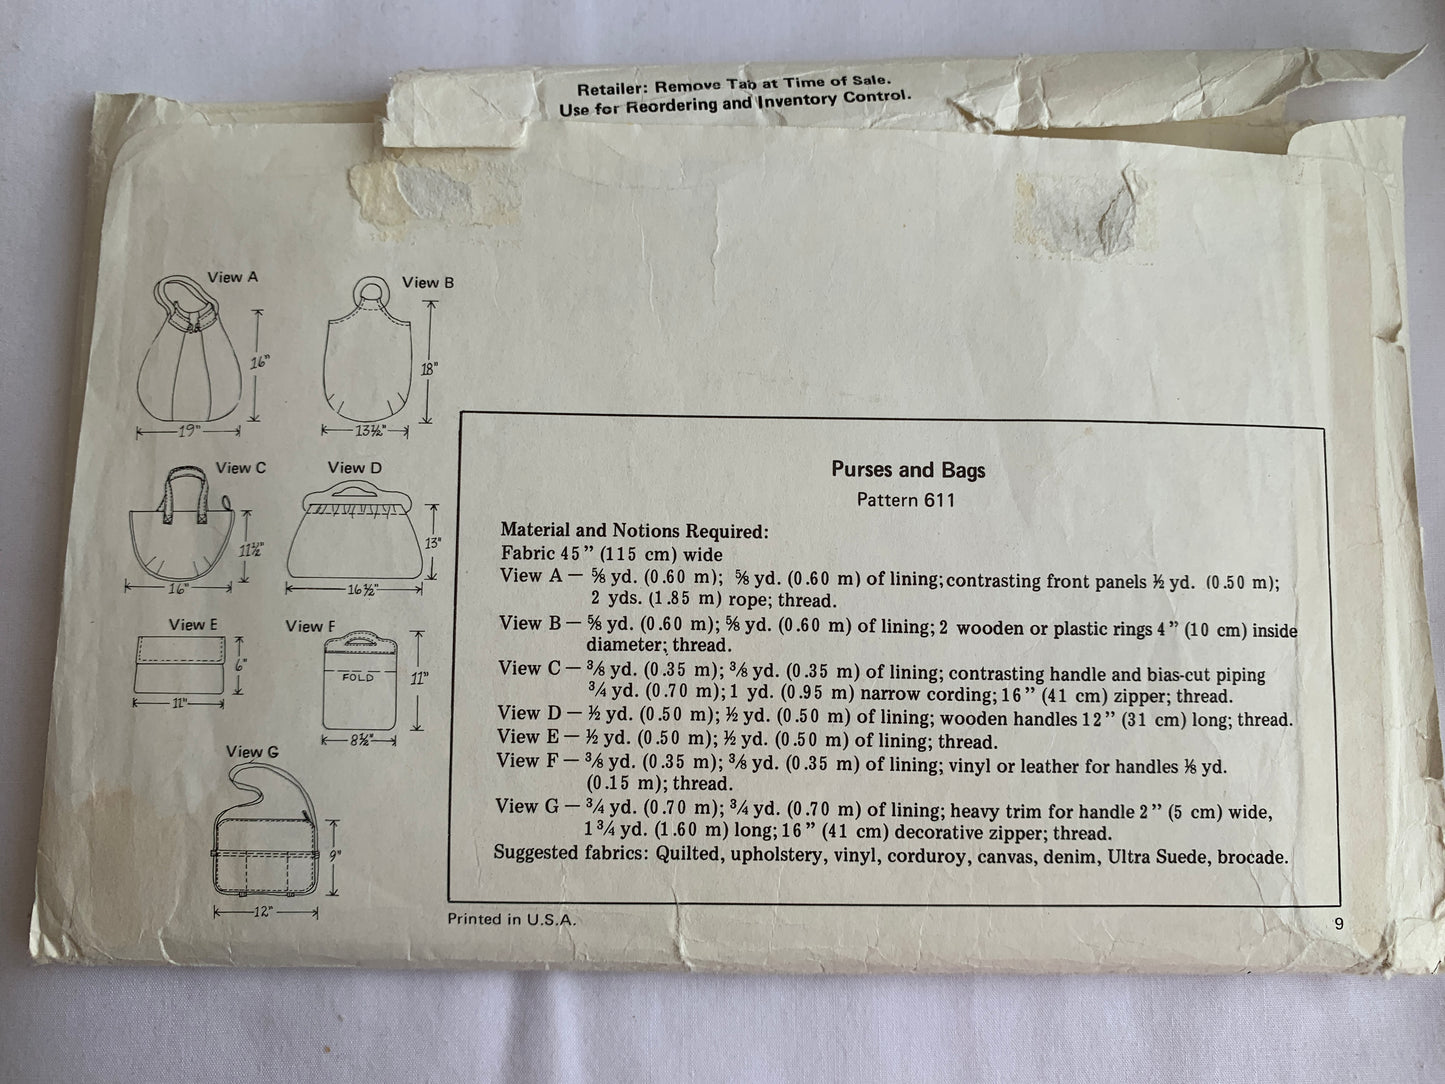 Retailer: Remove Tab at Time of Sale.
Use for Reordering and Inventory Control.
View A
16"
19"
View B
18"
13½"
View C
11½"
16"
View D
13"
16½"
View E
6"
11"
View F
FOLD
11"
8½"
View G
9"
12"
Purses and Bags
Pattern 611
Material and Notions Required:
Fabric 45" (115 cm) wide
View A — ⅝ yd. (0.60 m); ⅝ yd. (0.60 m) of lining; contrasting front panels ½ yd. (0.50 m);
2 yds. (1.85 m) rope; thread.
View B — ⅝ yd. (0.60 m); ⅝ yd. (0.60 m) of lining; 2 wooden or plastic rings 4" (10 cm) inside
diameter; thread.
View C — ⅜ yd. (0.35 m); ⅜ yd. (0.35 m) of lining; contrasting handle and bias-cut piping
¾ yd. (0.70 m); 1 yd. (0.95 m) narrow cording; 16" (41 cm) zipper; thread.
View D — ½ yd. (0.50 m); ½ yd. (0.50 m) of lining; wooden handles 12" (31 cm) long; thread.
View E — ½ yd. (0.50 m); ½ yd. (0.50 m) of lining; thread.
View F — ⅜ yd. (0.35 m); ⅜ yd. (0.35 m) of lining; vinyl or leather for handles ⅛ yd.
(0.15 m); thread.
View G — ¾ yd. (0.70 m); ¾ yd. (0.70 m) of lining; heavy trim for handle 2" (5 cm) wide,
1¾ yd. (1.60 m) long; 16" (41 cm) decorative zipper; thread.
Suggested fabrics: Quilted, upholstery, vinyl, corduroy, canvas, denim, Ultra Suede, brocade.
Printed in U.S.A.
9